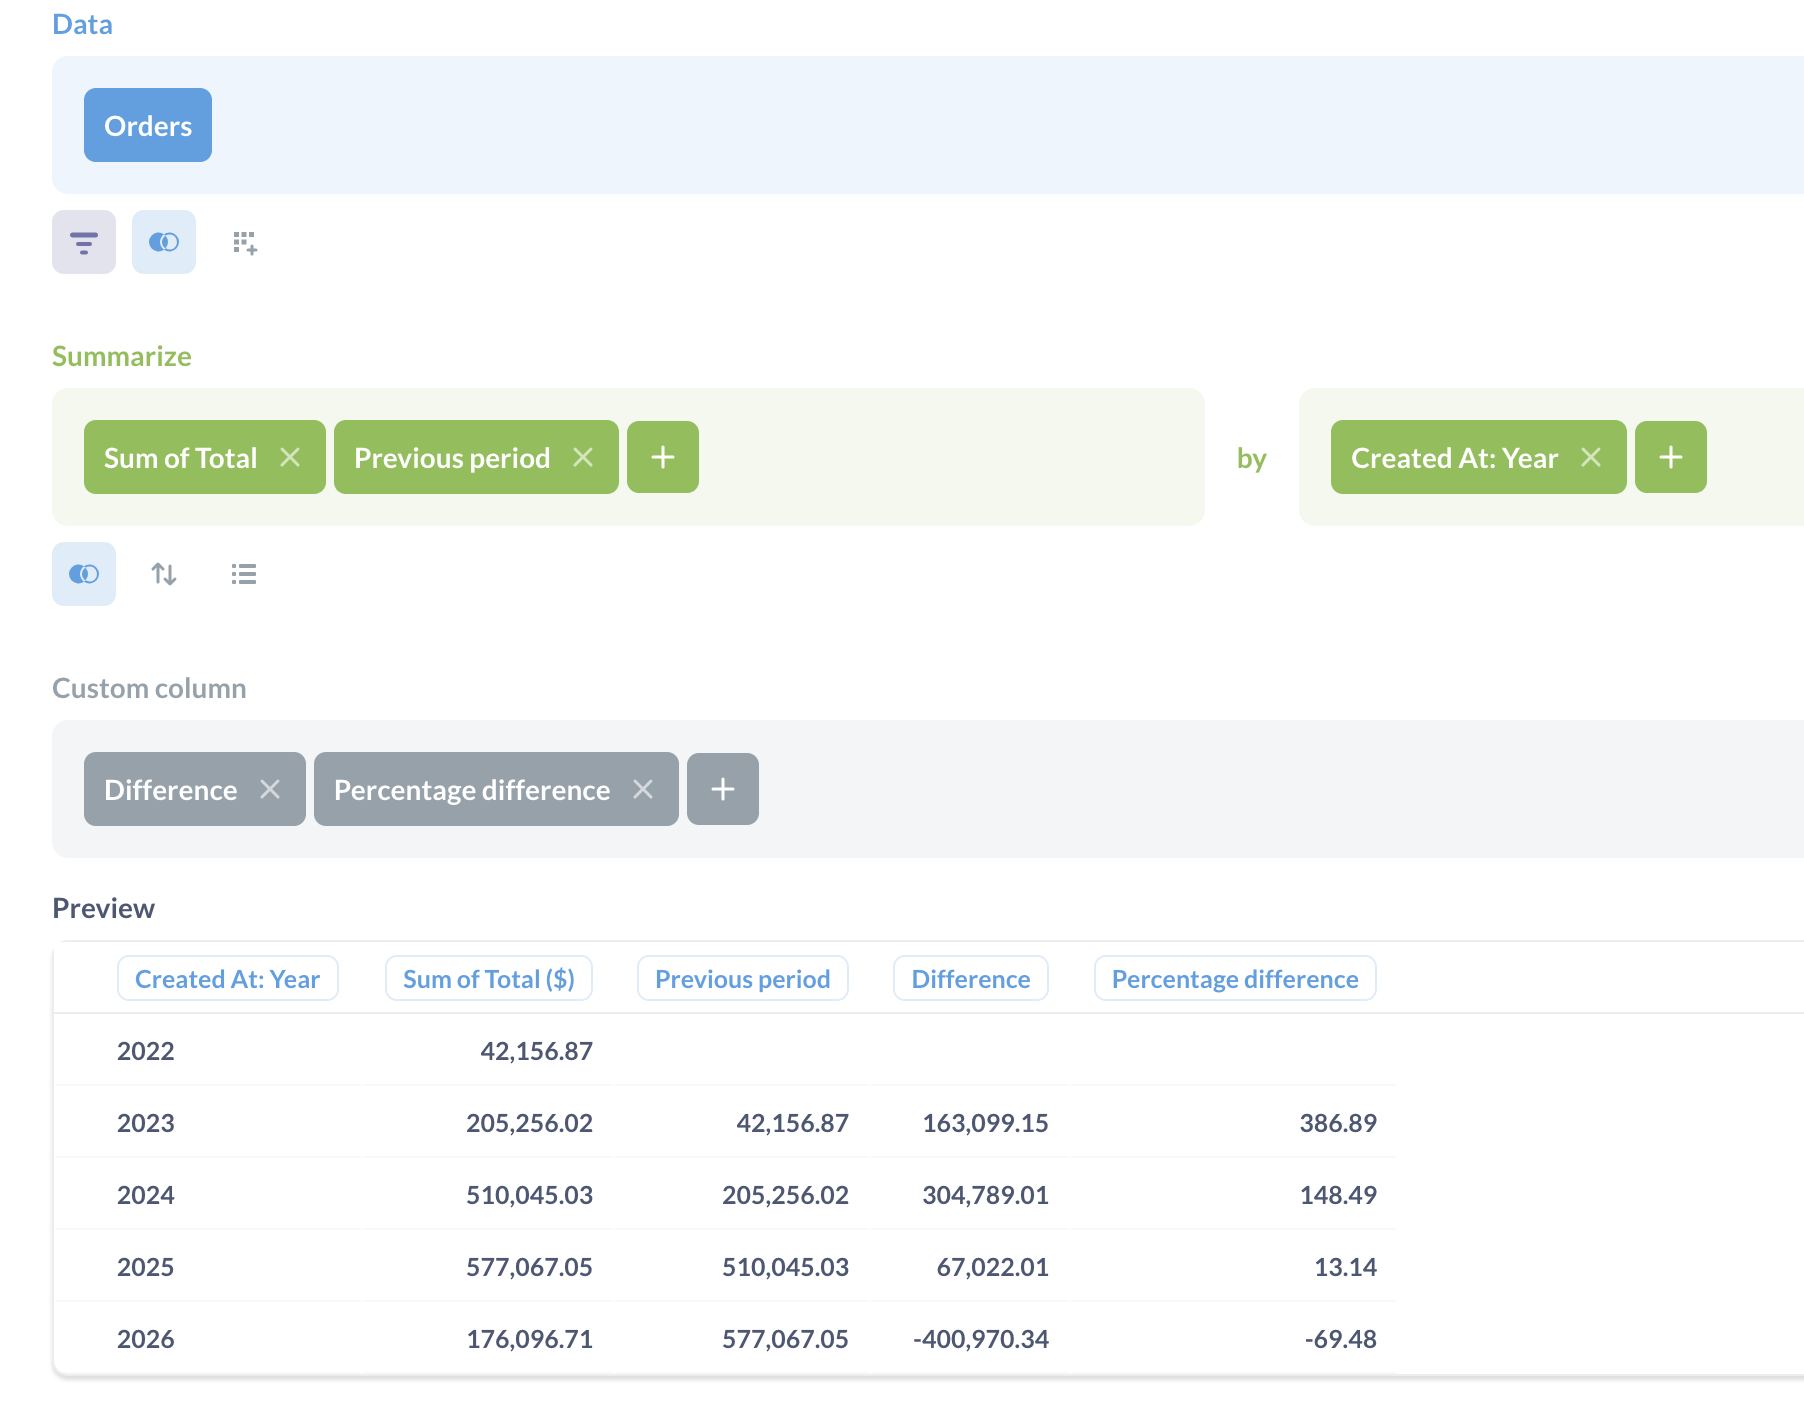 Data
Orders
Summarize
Sum of Total Previous period by Created At: Year
Custom column
Difference Percentage difference
Preview
Created At: Year Sum of Total ($) Previous period Difference Percentage difference
2022 42,156.87
2023 205,256.02 42,156.87 163,099.15 386.89
2024 510,045.03 205,256.02 304,789.01 148.49
2025 577,067.05 510,045.03 67,022.01 13.14
2026 176,096.71 577,067.05 -400,970.34 -69.48